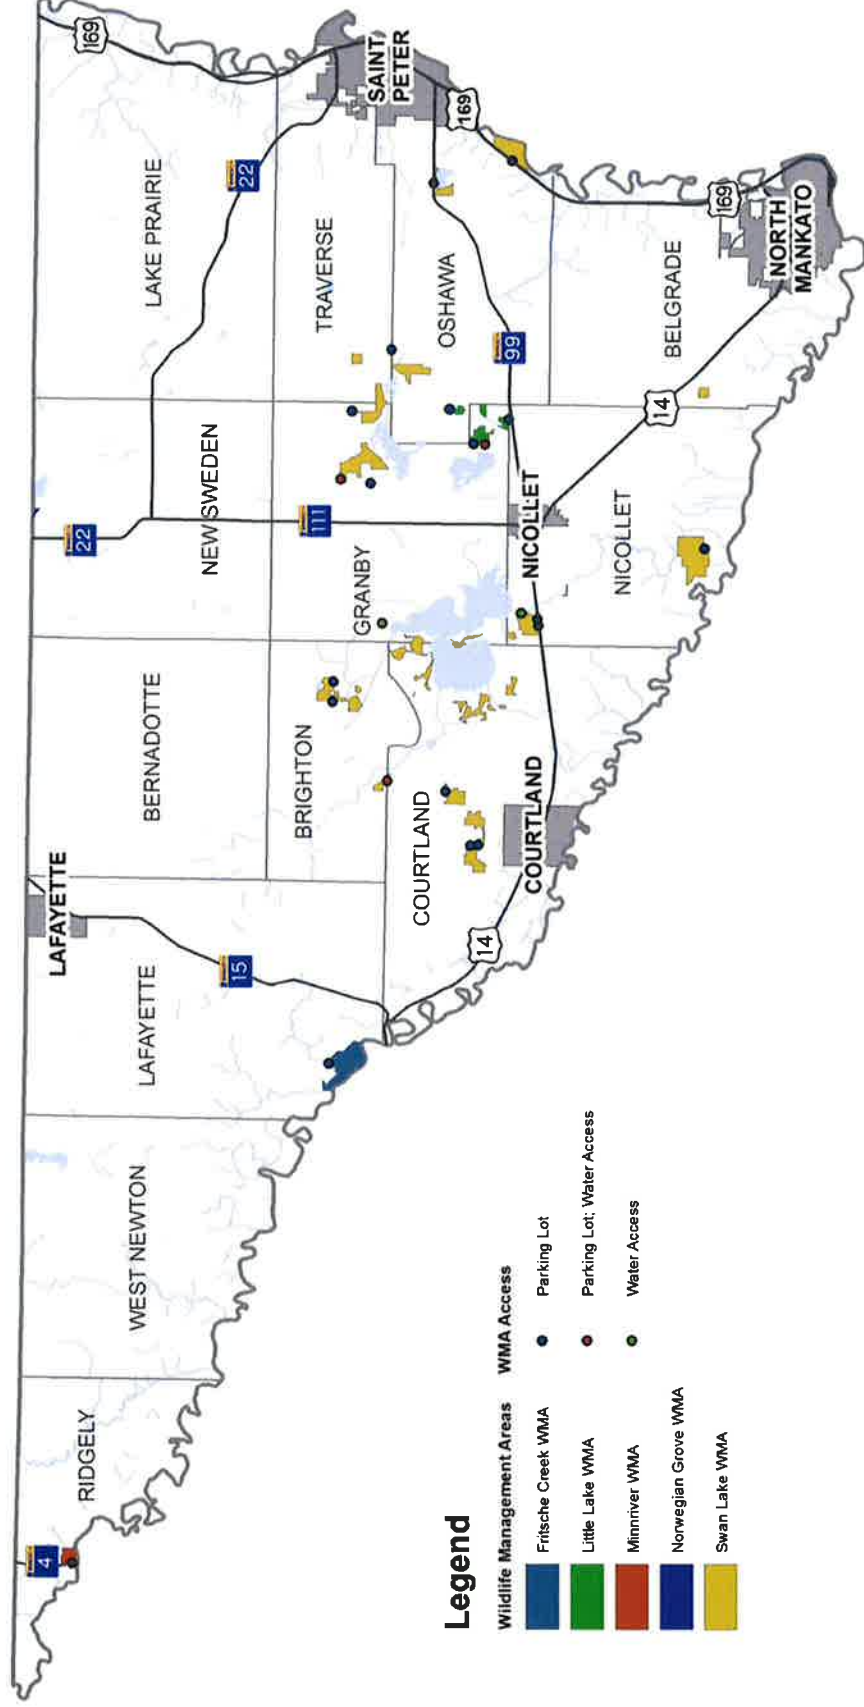 169
SAINT
PETER
169
169
NORTH
MANKATO
LAKE PRAIRIE
22
TRAVERSE
OSHAWA
99
BELGRADE
14
22
NEW SWEDEN
111
GRANBY
NICOLLET
NICOLLET
BERNADOTTE
BRIGHTON
COURTLAND
COURTLAND
14
LAFAYETTE
LAFAYETTE
15
WEST NEWTON
RIDGELY
4
Legend
Wildlife Management Areas
Fritsche Creek WMA
Little Lake WMA
Minnriver WMA
Norwegian Grove WMA
Swan Lake WMA
WMA Access
Parking Lot
Parking Lot; Water Access
Water Access